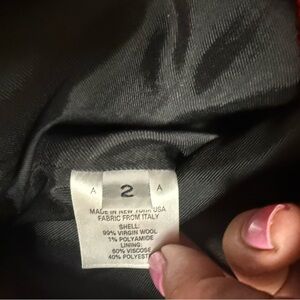 A 2 A
MADE IN NEW YORK USA
FABRIC FROM ITALY
SHELL:
99% VIRGIN WOOL
1% POLYAMIDE
LINING:
60% VISCOSE
40% POLYEST